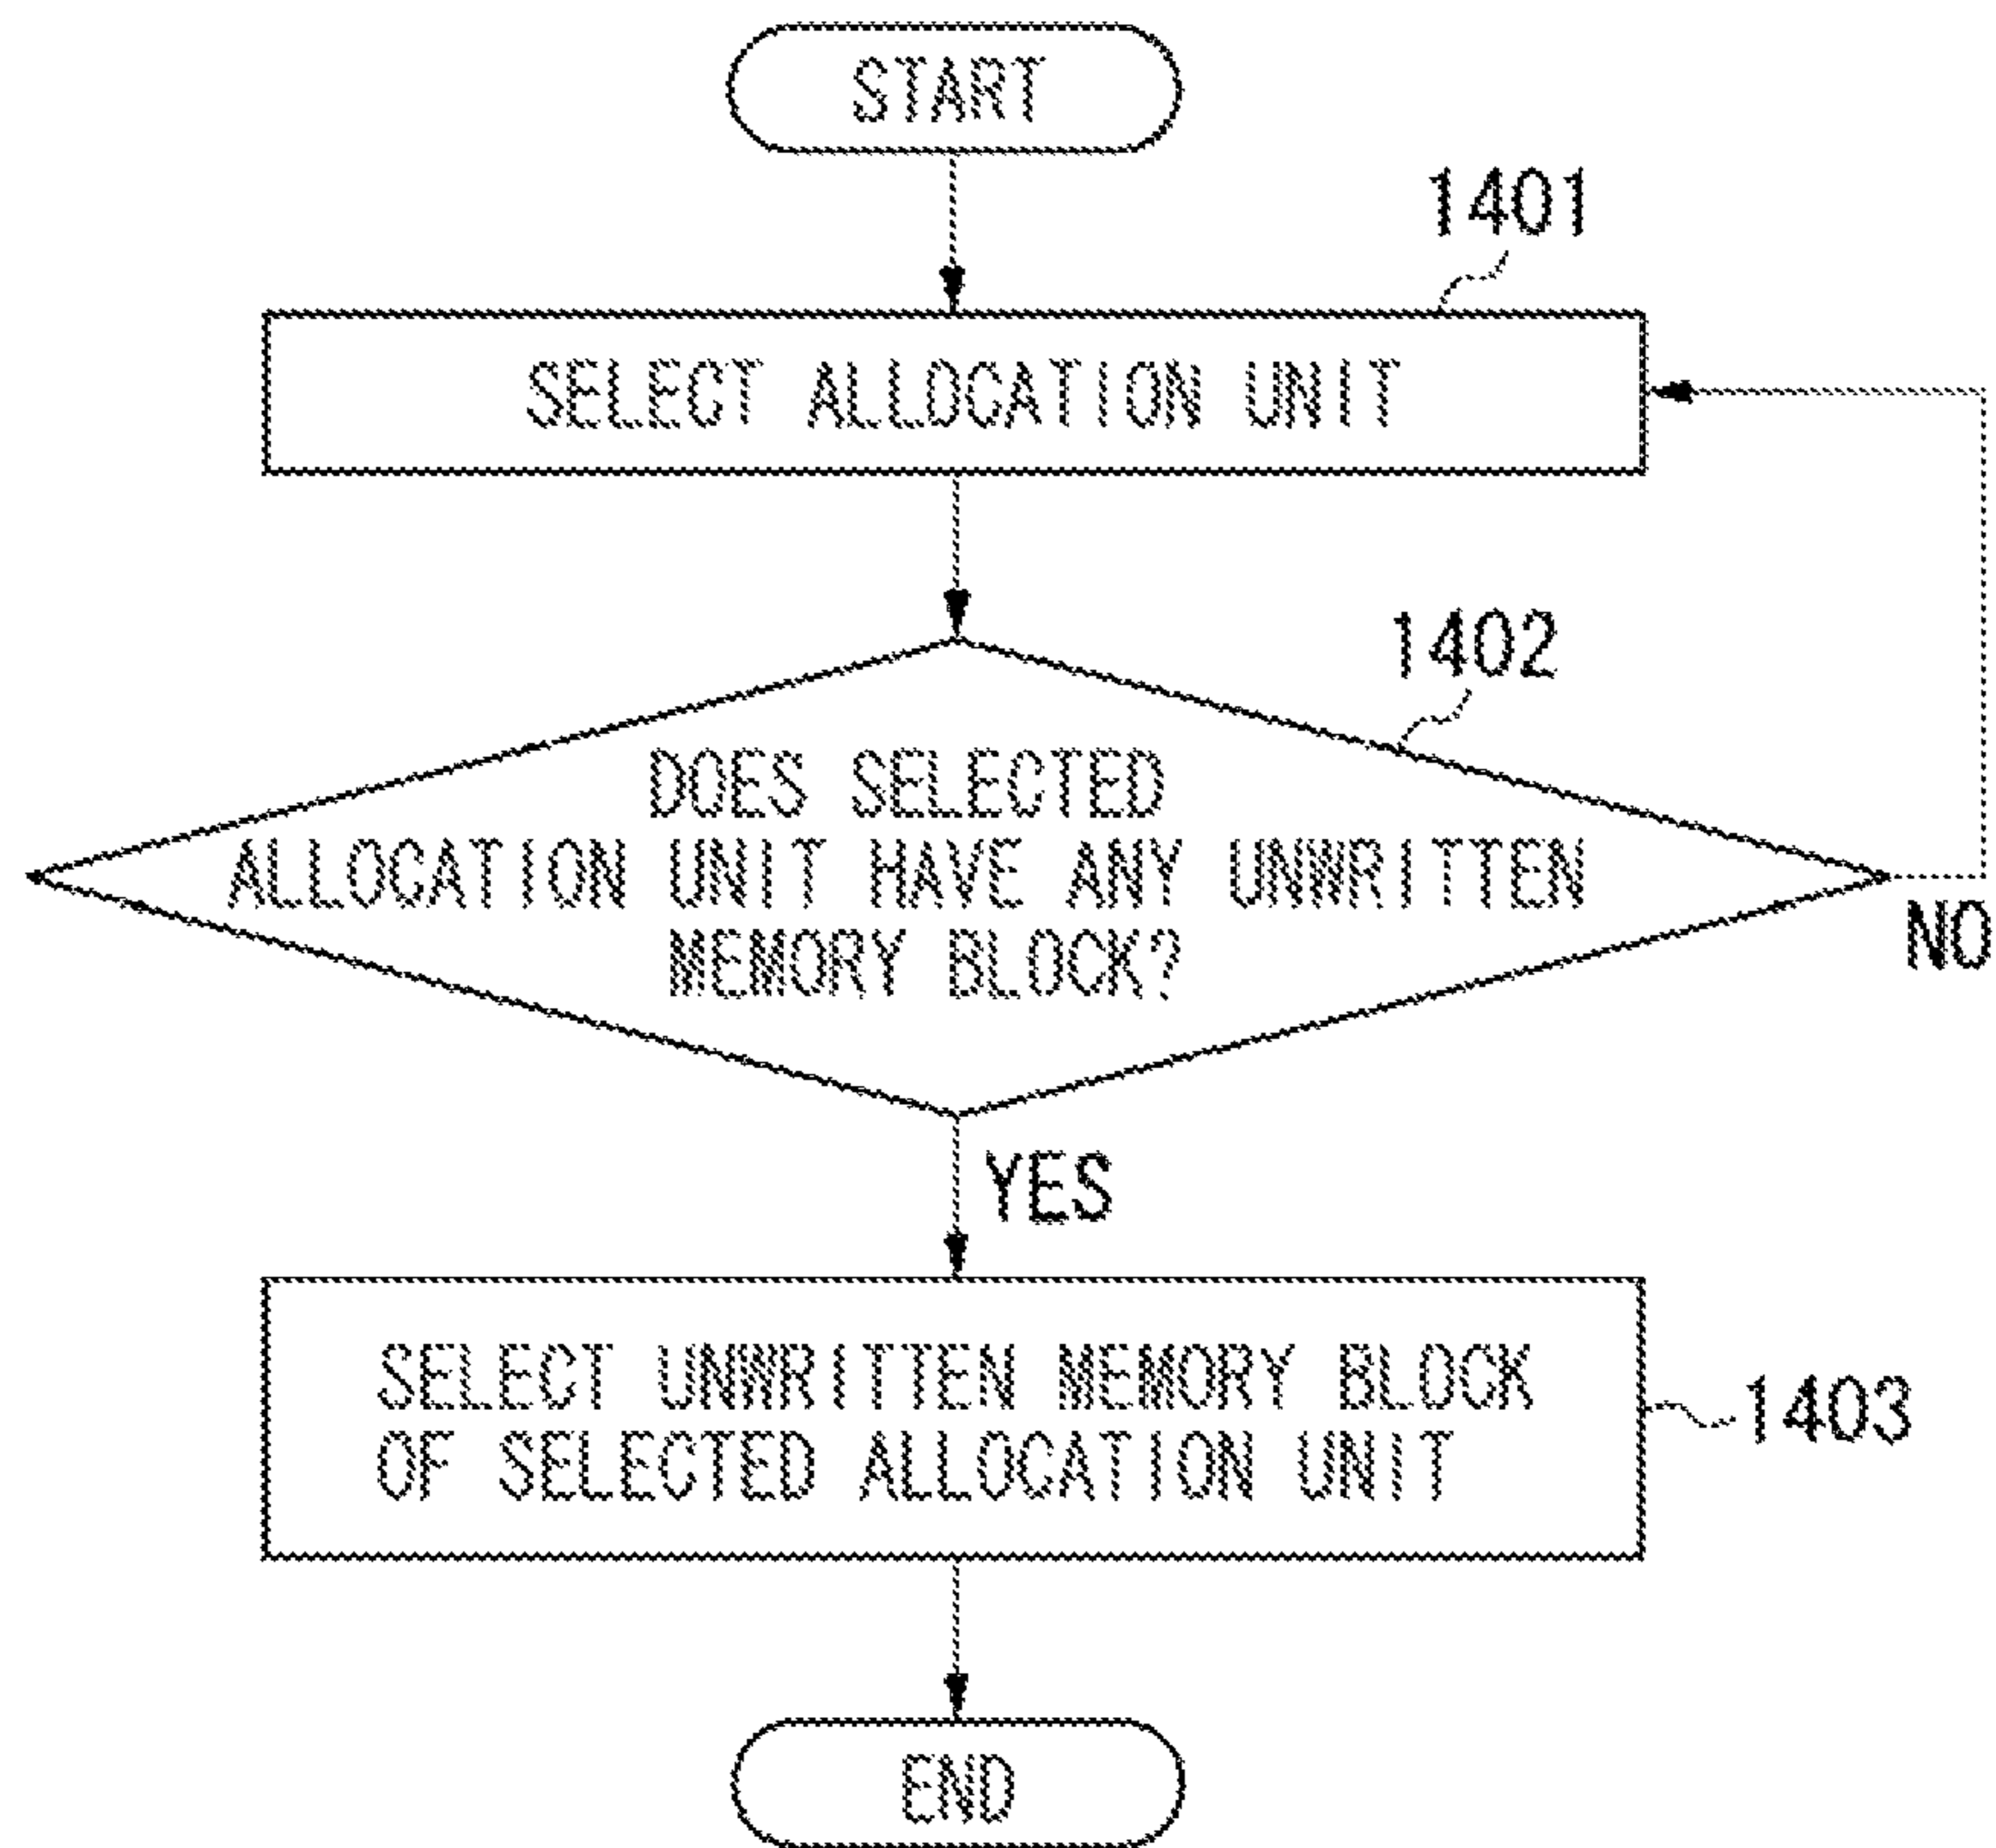 START
1401
SELECT ALLOCATION UNIT
1402
DOES SELECTED
ALLOCATION UNIT HAVE ANY UNWRITTEN
MEMORY BLOCK?
NO
YES
SELECT UNWRITTEN MEMORY BLOCK
OF SELECTED ALLOCATION UNIT
1403
END